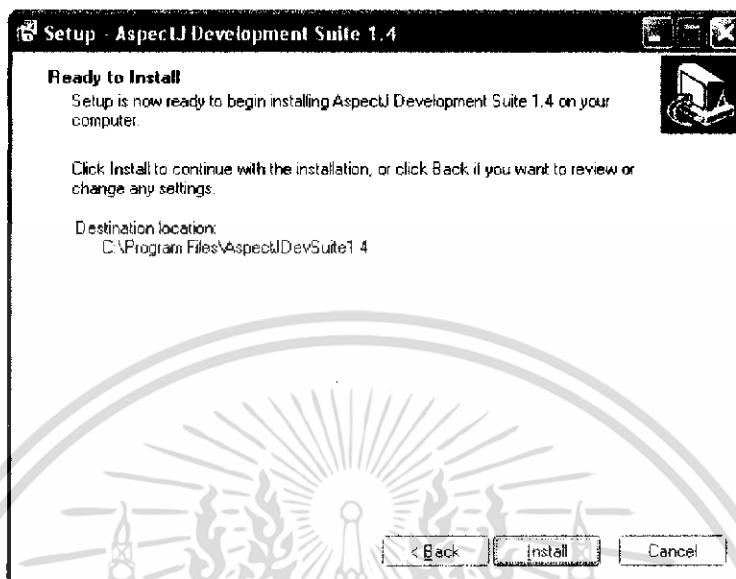 Setup - AspectJ Development Suite 1.4
Ready to Install
Setup is now ready to begin installing AspectJ Development Suite 1.4 on your
computer.
Click Install to continue with the installation, or click Back if you want to review or
change any settings.
Destination location:
C:\Program Files\AspectJDevSuite1.4
< Back
Install
Cancel